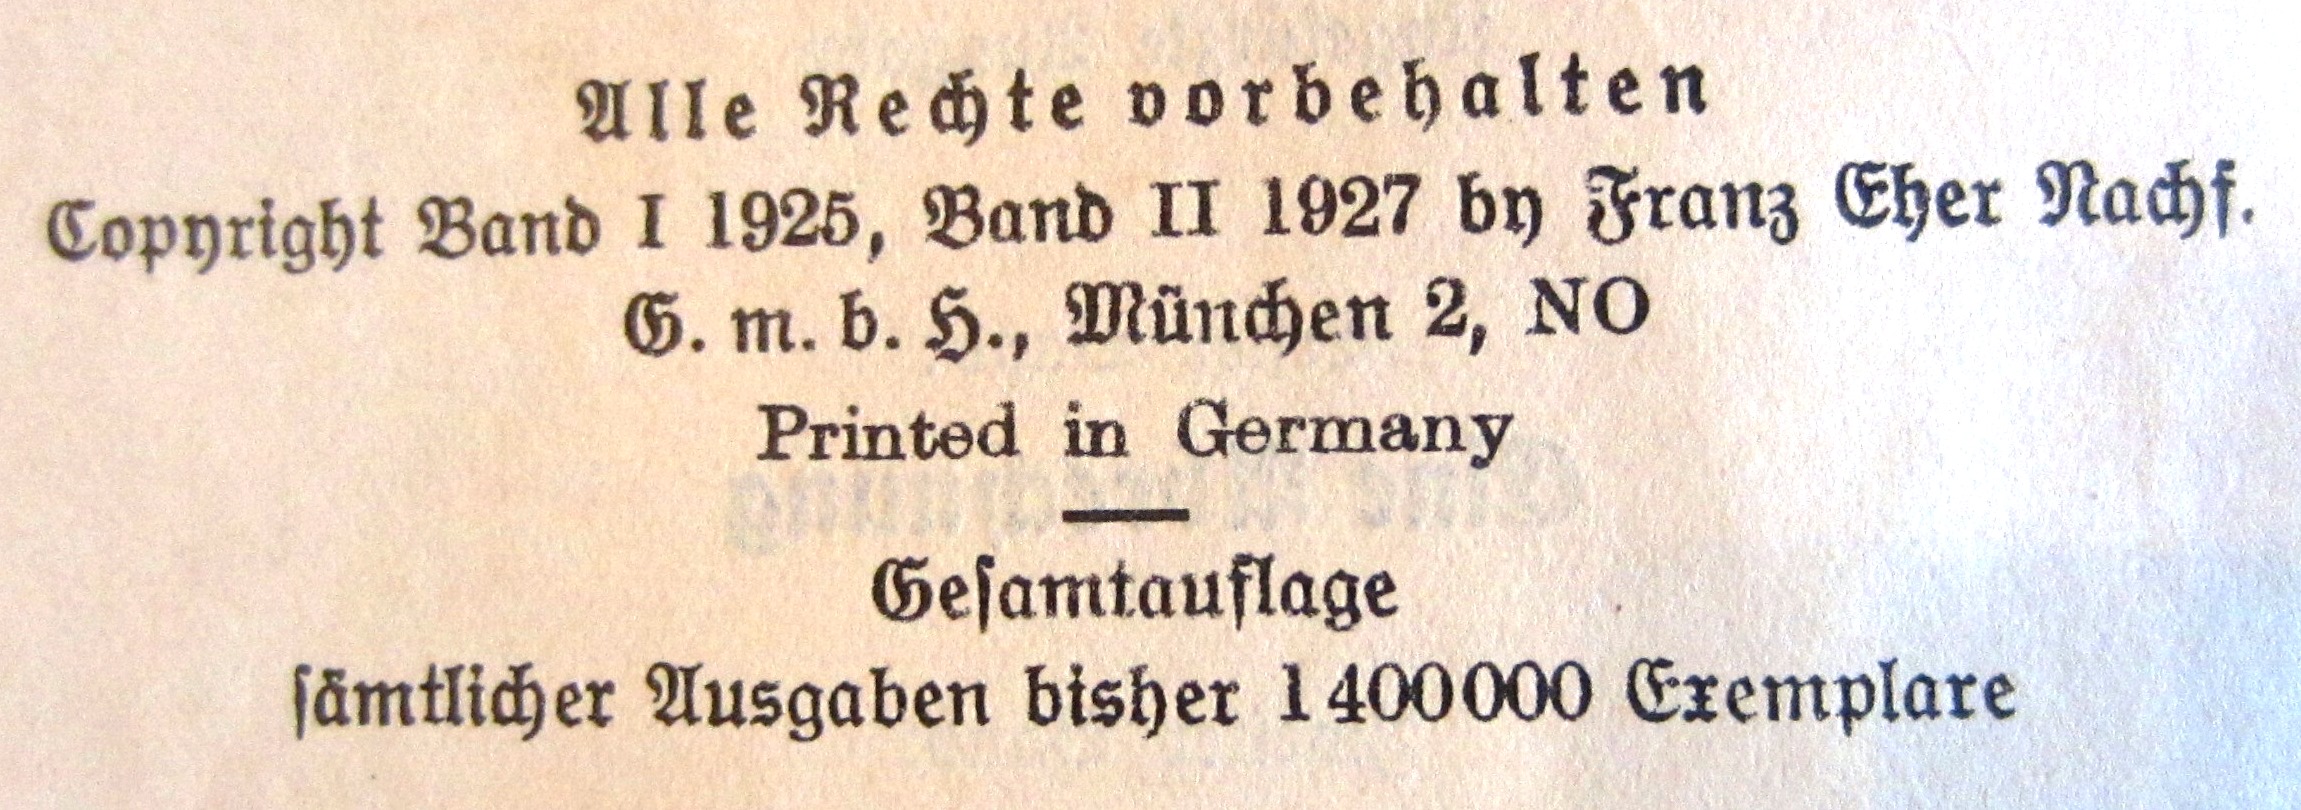 Alle Rechte vorbehalten
Copyright Band I 1925, Band II 1927 by Franz Eher Nachf.
G. m. b. H., München 2, NO
Printed in Germany
Gesamtauflage
sämtlicher Ausgaben bisher 1400000 Exemplare